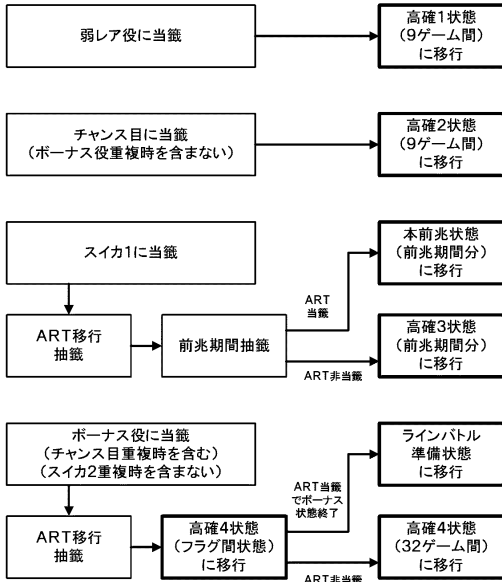 弱レア役に当籤
高確1状態
(9ゲーム間)
に移行
チャンス目に当籤
(ボーナス役重複時を含まない)
高確2状態
(9ゲーム間)
に移行
スイカ1に当籤
本前兆状態
(前兆期間分)
に移行
ART
当籤
ART移行
抽籤
前兆期間抽籤
高確3状態
(前兆期間分)
に移行
ART非当籤
ボーナス役に当籤
(チャンス目重複時を含む)
(スイカ2重複時を含まない)
ラインバトル
準備状態
に移行
ART当籤
でボーナス
状態終了
ART移行
抽籤
高確4状態
(フラグ間状態)
に移行
高確4状態
(32ゲーム間)
に移行
ART非当籤